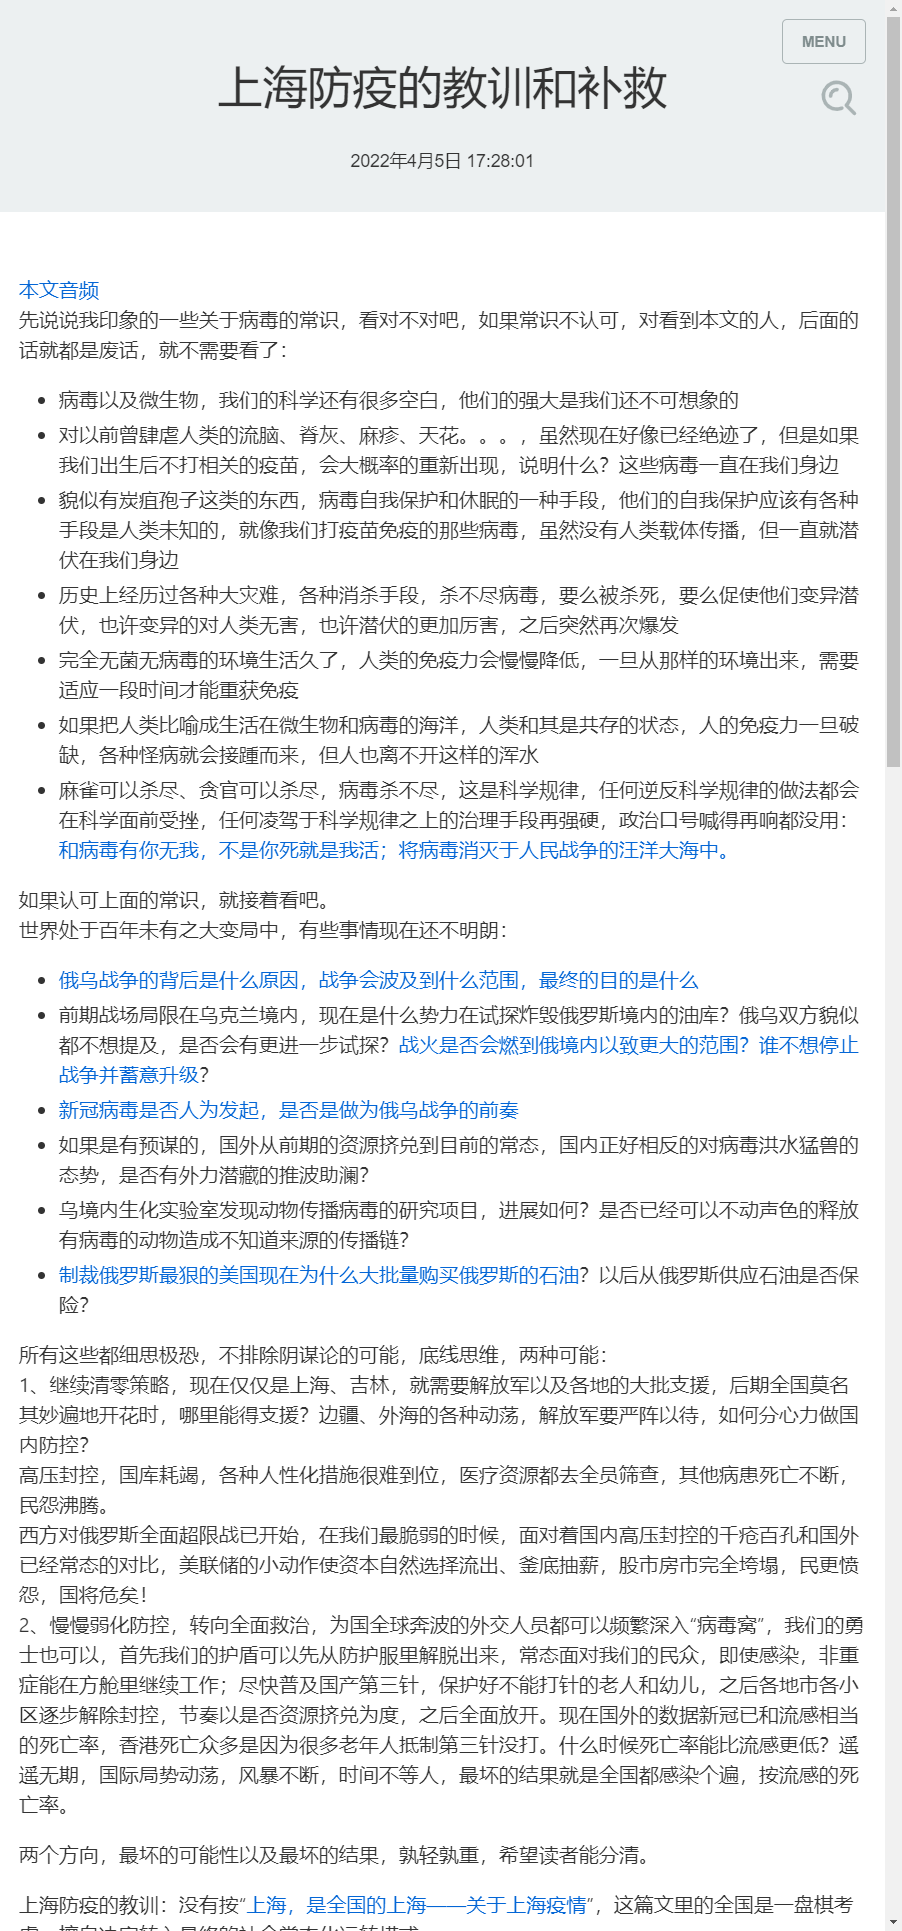 MENU
上海防疫的教训和补救
2022年4月5日 17:28:01
本文音频
先说说我印象的一些关于病毒的常识，看对不对吧，如果常识不认可，对看到本文的人，后面的
话就都是废话，就不需要看了：
病毒以及微生物，我们的科学还有很多空白，他们的强大是我们还不可想象的
对以前曾肆虐人类的流脑、脊灰、麻疹、天花。。。，虽然现在好像已经绝迹了，但是如果
我们出生后不打相关的疫苗，会大概率的重新出现，说明什么？这些病毒一直在我们身边
貌似有炭疽孢子这类的东西，病毒自我保护和休眠的一种手段，他们的自我保护应该有各种
手段是人类未知的，就像我们打疫苗免疫的那些病毒，虽然没有人类载体传播，但一直就潜
伏在我们身边
历史上经历过各种大灾难，各种消杀手段，杀不尽病毒，要么被杀死，要么促使他们变异潜
伏，也许变异的对人类无害，也许潜伏的更加厉害，之后突然再次爆发
完全无菌无病毒的环境生活久了，人类的免疫力会慢慢降低，一旦从那样的环境出来，需要
适应一段时间才能重获免疫
如果把人类比喻成生活在微生物和病毒的海洋，人类和其是共存的状态，人的免疫力一旦破
缺，各种怪病就会接踵而来，但人也离不开这样的浑水
麻雀可以杀尽、贪官可以杀尽，病毒杀不尽，这是科学规律，任何逆反科学规律的做法都会
在科学面前受挫，任何凌驾于科学规律之上的治理手段再强硬，政治口号喊得再响都没用：
和病毒有你无我，不是你死就是我活；将病毒消灭于人民战争的汪洋大海中。
如果认可上面的常识，就接着看吧。
世界处于百年未有之大变局中，有些事情现在还不明朗：
俄乌战争的背后是什么原因，战争会波及到什么范围，最终的目的是什么
前期战场局限在乌克兰境内，现在是什么势力在试探炸毁俄罗斯境内的油库？俄乌双方貌似
都不想提及，是否会有更进一步试探？战火是否会燃到俄境内以致更大的范围？谁不想停止
战争并蓄意升级？
新冠病毒是否人为发起，是否是做为俄乌战争的前奏
如果是有预谋的，国外从前期的资源挤兑到目前的常态，国内正好相反的对病毒洪水猛兽的
态势，是否有外力潜藏的推波助澜？
乌境内生化实验室发现动物传播病毒的研究项目，进展如何？是否已经可以不动声色的释放
有病毒的动物造成不知道来源的传播链？
制裁俄罗斯最狠的美国现在为什么大批量购买俄罗斯的石油？以后从俄罗斯供应石油是否保
险？
所有这些都细思极恐，不排除阴谋论的可能，底线思维，两种可能：
1、继续清零策略，现在仅仅是上海、吉林，就需要解放军以及各地的大批支援，后期全国莫名
其妙遍地开花时，哪里能得支援？边疆、外海的各种动荡，解放军要严阵以待，如何分心力做国
内防控？
高压封控，国库耗竭，各种人性化措施很难到位，医疗资源都去全员筛查，其他病患死亡不断，
民怨沸腾。
西方对俄罗斯全面超限战已开始，在我们最脆弱的时候，面对着国内高压封控的千疮百孔和国外
已经常态的对比，美联储的小动作使资本自然选择流出、釜底抽薪，股市房市完全垮塌，民更愤
怨，国将危矣！
2、慢慢弱化防控，转向全面救治，为国全球奔波的外交人员都可以频繁深入“病毒窝”，我们的勇
士也可以，首先我们的护盾可以先从防护服里解脱出来，常态面对我们的民众，即使感染，非重
症能在方舱里继续工作；尽快普及国产第三针，保护好不能打针的老人和幼儿，之后各地市各小
区逐步解除封控，节奏以是否资源挤兑为度，之后全面放开。现在国外的数据新冠已和流感相当
的死亡率，香港死亡众多是因为很多老年人抵制第三针没打。什么时候死亡率能比流感更低？遥
遥无期，国际局势动荡，风暴不断，时间不等人，最坏的结果就是全国都感染个遍，按流感的死
亡率。
两个方向，最坏的可能性以及最坏的结果，孰轻孰重，希望读者能分清。
上海防疫的教训：没有按“上海，是全国的上海——关于上海疫情”，这篇文里的全国是一盘棋考